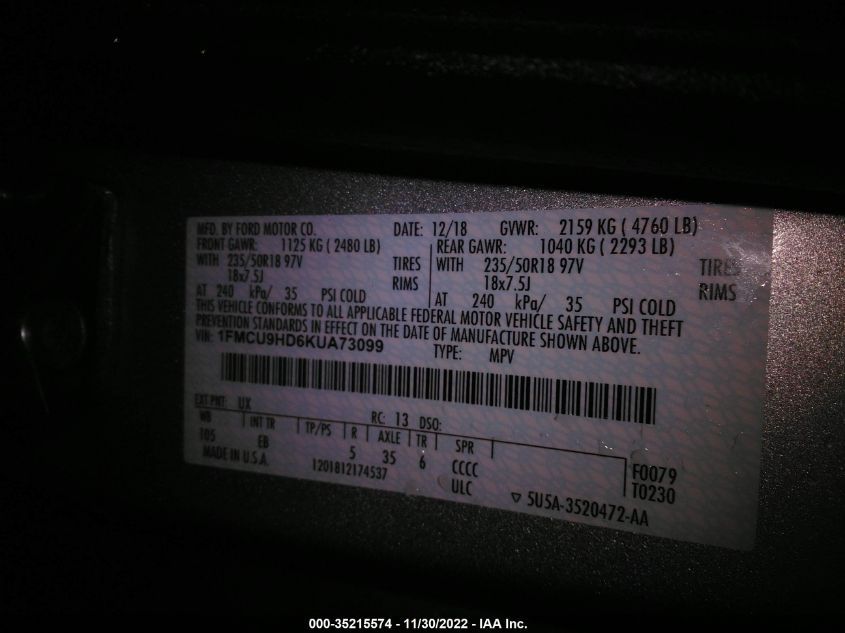 MFD. BY FORD MOTOR CO. DATE: 12/18 GVWR: 2159 KG ( 4760 LB)
FRONT GAWR: 1125 KG ( 2480 LB) REAR GAWR: 1040 KG ( 2293 LB)
WITH 235/50R18 97V TIRES WITH 235/50R18 97V TIRES
18x7.5J RIMS 18x7.5J RIMS
AT 240 kPa/ 35 PSI COLD AT 240 kPa/ 35 PSI COLD
THIS VEHICLE CONFORMS TO ALL APPLICABLE FEDERAL MOTOR VEHICLE SAFETY AND THEFT
PREVENTION STANDARDS IN EFFECT ON THE DATE OF MANUFACTURE SHOWN ABOVE.
VIN: 1FMCU9HD6KUA73099 TYPE: MPV
EXT PNT: UX RC: 13 DSO:
WB INT TR TP/PS R AXLE TR SPR
T05 EB 5 35 6 CCCC F0079
MADE IN U.S.A. 1201812174537 ULC T0230
5U5A-3520472-AA
000-35215574 - 11/30/2022 - IAA Inc.